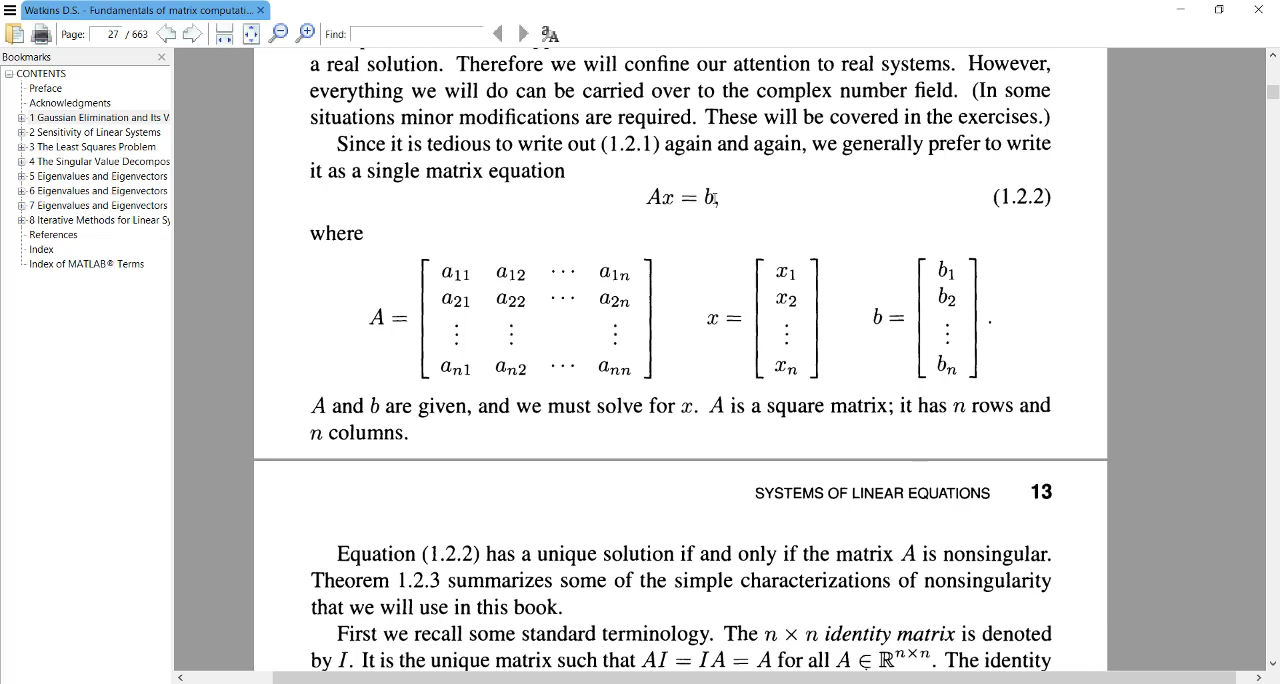 Watkins D.S. - Fundamentals of matrix computati... ×
Page: 27 / 663 Find:
Bookmarks
CONTENTS
Preface
Acknowledgments
1 Gaussian Elimination and Its V
2 Sensitivity of Linear Systems
3 The Least Squares Problem
4 The Singular Value Decompos
5 Eigenvalues and Eigenvectors
6 Eigenvalues and Eigenvectors
7 Eigenvalues and Eigenvectors
8 Iterative Methods for Linear Sy
References
Index
Index of MATLAB® Terms
a real solution. Therefore we will confine our attention to real systems. However,
everything we will do can be carried over to the complex number field. (In some
situations minor modifications are required. These will be covered in the exercises.)
Since it is tedious to write out (1.2.1) again and again, we generally prefer to write
it as a single matrix equation
Ax = b, (1.2.2)
where
a11 a12 ··· a1n x1 b1
a21 a22 ··· a2n x2 b2
A = ⋮ ⋮ ⋮ x = ⋮ b = ⋮ .
an1 an2 ··· ann xn bn
A and b are given, and we must solve for x. A is a square matrix; it has n rows and
n columns.
SYSTEMS OF LINEAR EQUATIONS 13
Equation (1.2.2) has a unique solution if and only if the matrix A is nonsingular.
Theorem 1.2.3 summarizes some of the simple characterizations of nonsingularity
that we will use in this book.
First we recall some standard terminology. The n × n identity matrix is denoted
by I. It is the unique matrix such that AI = IA = A for all A ∈ ℝⁿˣⁿ. The identity